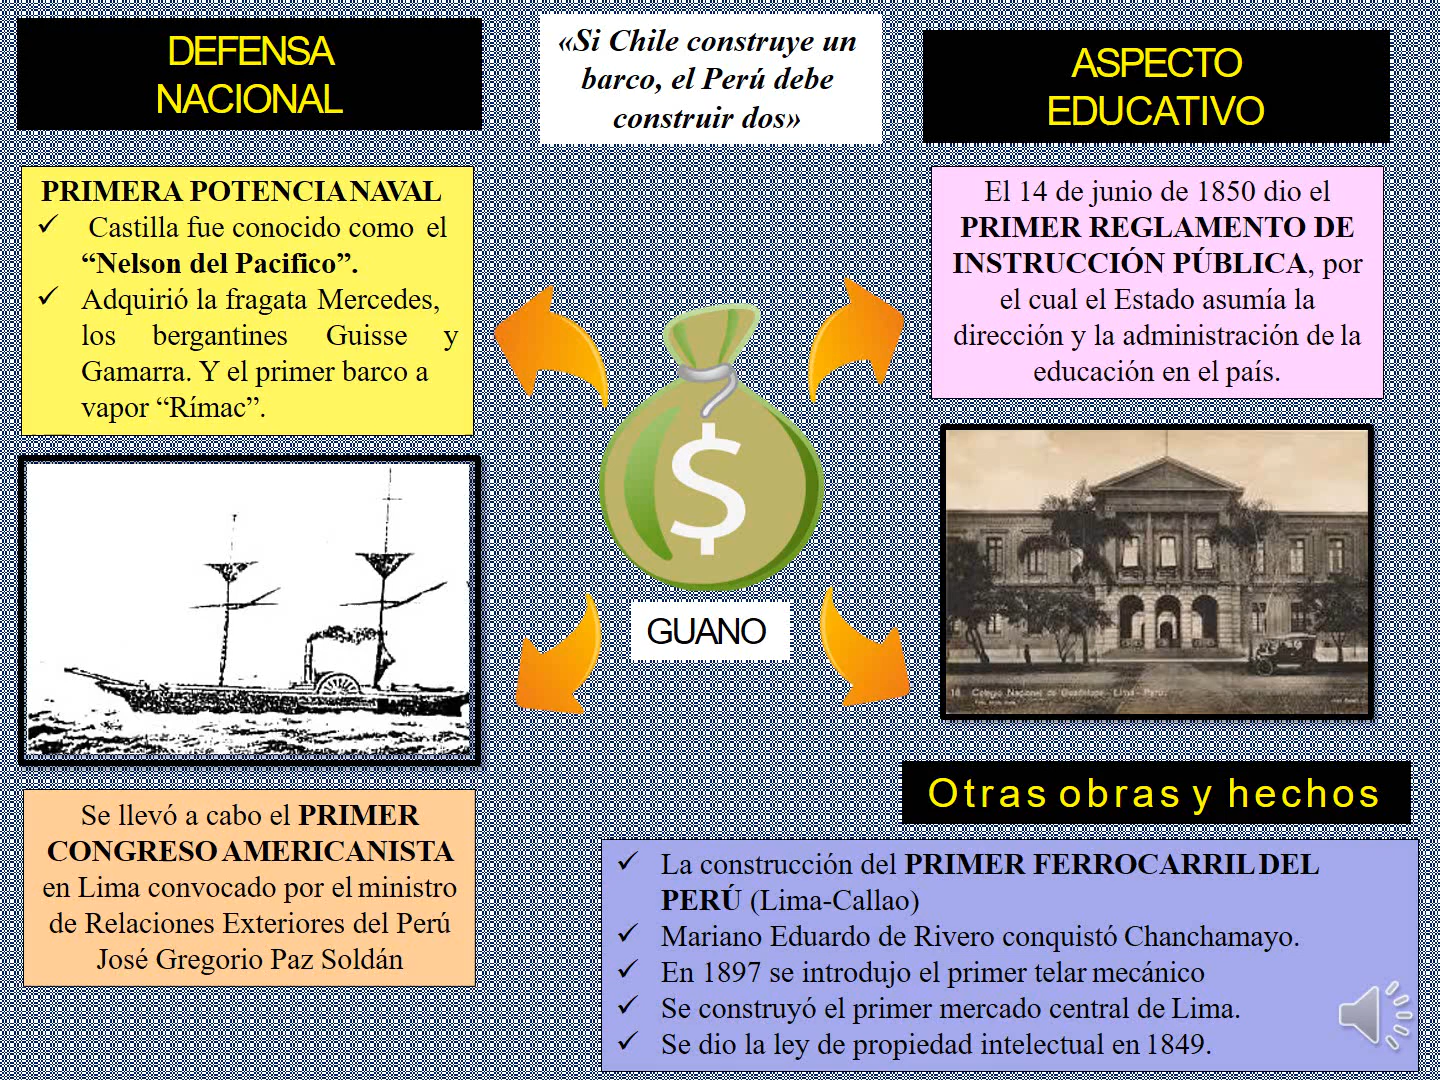 DEFENSA
NACIONAL
«Si Chile construye un
barco, el Perú debe
construir dos»
ASPECTO
EDUCATIVO
PRIMERA POTENCIA NAVAL
✓ Castilla fue conocido como el
“Nelson del Pacifico”.
✓ Adquirió la fragata Mercedes,
los bergantines Guisse y
Gamarra. Y el primer barco a
vapor “Rímac”.
El 14 de junio de 1850 dio el
PRIMER REGLAMENTO DE
INSTRUCCIÓN PÚBLICA, por
el cual el Estado asumía la
dirección y la administración de la
educación en el país.
$
GUANO
18 Colegio Nacional de Guadalupe - Lima - Perú.
Se llevó a cabo el PRIMER
CONGRESO AMERICANISTA
en Lima convocado por el ministro
de Relaciones Exteriores del Perú
José Gregorio Paz Soldán
Otras obras y hechos
✓ La construcción del PRIMER FERROCARRIL DEL
PERÚ (Lima-Callao)
✓ Mariano Eduardo de Rivero conquistó Chanchamayo.
✓ En 1897 se introdujo el primer telar mecánico
✓ Se construyó el primer mercado central de Lima.
✓ Se dio la ley de propiedad intelectual en 1849.